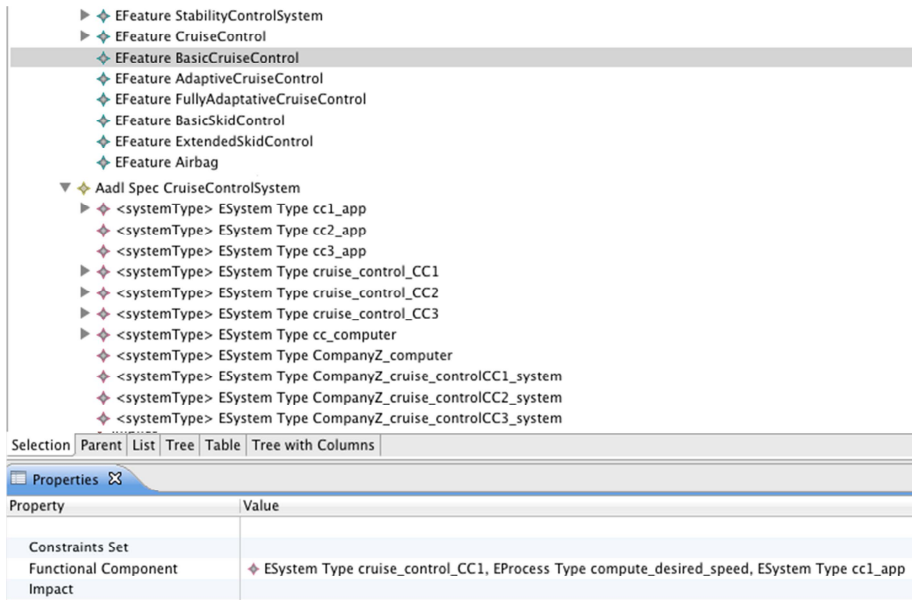 EFeature StabilityControlSystem
EFeature CruiseControl
EFeature BasicCruiseControl
EFeature AdaptiveCruiseControl
EFeature FullyAdaptativeCruiseControl
EFeature BasicSkidControl
EFeature ExtendedSkidControl
EFeature Airbag
Aadl Spec CruiseControlSystem
<systemType> ESystem Type cc1_app
<systemType> ESystem Type cc2_app
<systemType> ESystem Type cc3_app
<systemType> ESystem Type cruise_control_CC1
<systemType> ESystem Type cruise_control_CC2
<systemType> ESystem Type cruise_control_CC3
<systemType> ESystem Type cc_computer
<systemType> ESystem Type CompanyZ_computer
<systemType> ESystem Type CompanyZ_cruise_controlCC1_system
<systemType> ESystem Type CompanyZ_cruise_controlCC2_system
<systemType> ESystem Type CompanyZ_cruise_controlCC3_system
Selection Parent List Tree Table Tree with Columns
Properties
Property Value
Constraints Set
Functional Component ESystem Type cruise_control_CC1, EProcess Type compute_desired_speed, ESystem Type cc1_app
Impact